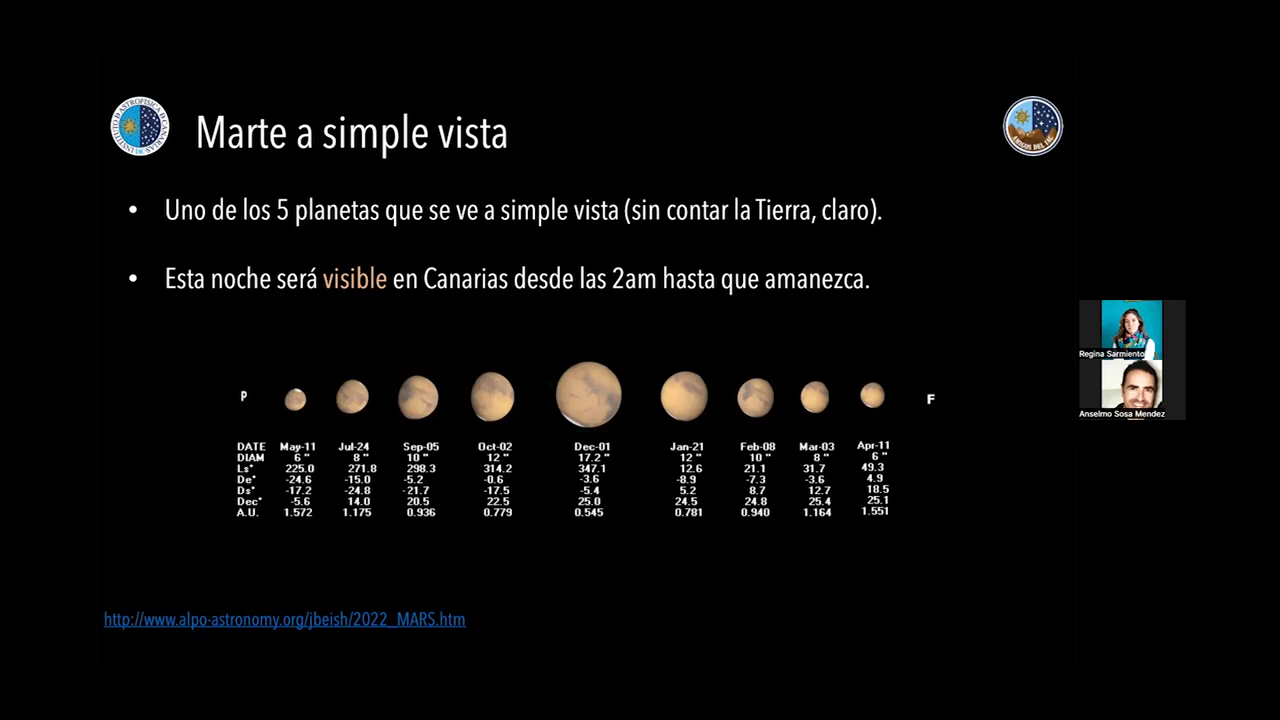 INSTITUTO D ASTROFISICA D CANARIAS
Marte a simple vista
AMIGOS DEL IAC
• Uno de los 5 planetas que se ve a simple vista (sin contar la Tierra, claro).
• Esta noche será visible en Canarias desde las 2am hasta que amanezca.
Regina Sarmiento
Anselmo Sosa Mendez
P F
DATE May-11 Jul-24 Sep-05 Oct-02 Dec-01 Jan-21 Feb-08 Mar-03 Apr-11
DIAM 6 " 8 " 10 " 12 " 17.2 " 12 " 10 " 8 " 6 "
Ls° 225.0 271.8 298.3 314.2 347.1 12.6 21.1 31.7 49.3
De° -24.6 -15.0 -5.2 -0.6 -3.6 -8.9 -7.3 -3.6 4.9
Ds° -17.2 -24.8 -21.7 -17.5 -5.4 5.2 8.7 12.7 18.5
Dec° -5.6 14.0 20.5 22.5 25.0 24.5 24.8 25.4 25.1
A.U. 1.572 1.175 0.936 0.779 0.545 0.781 0.940 1.164 1.551
http://www.alpo-astronomy.org/jbeish/2022_MARS.htm